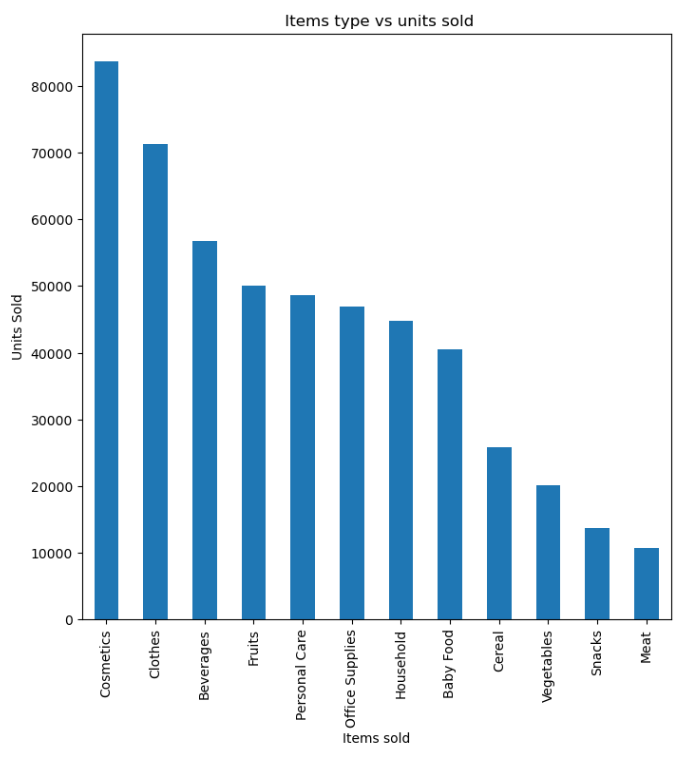 Items type vs units sold
Units Sold
80000
70000
60000
50000
40000
30000
20000
10000
0
Cosmetics
Clothes
Beverages
Fruits
Personal Care
Office Supplies
Household
Baby Food
Cereal
Vegetables
Snacks
Meat
Items sold